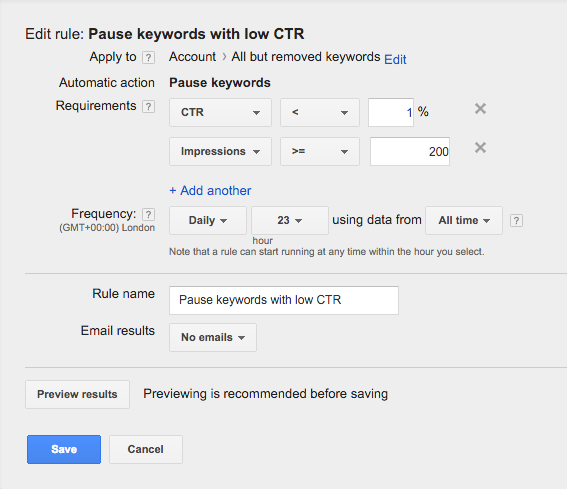 Edit rule: Pause keywords with low CTR
Apply to ? Account > All but removed keywords Edit
Automatic action Pause keywords
Requirements ? CTR < 1 %
Impressions >= 200
+ Add another
Frequency: ? Daily 23 using data from All time ?
(GMT+00:00) London
hour
Note that a rule can start running at any time within the hour you select.
Rule name Pause keywords with low CTR
Email results No emails
Preview results Previewing is recommended before saving
Save Cancel